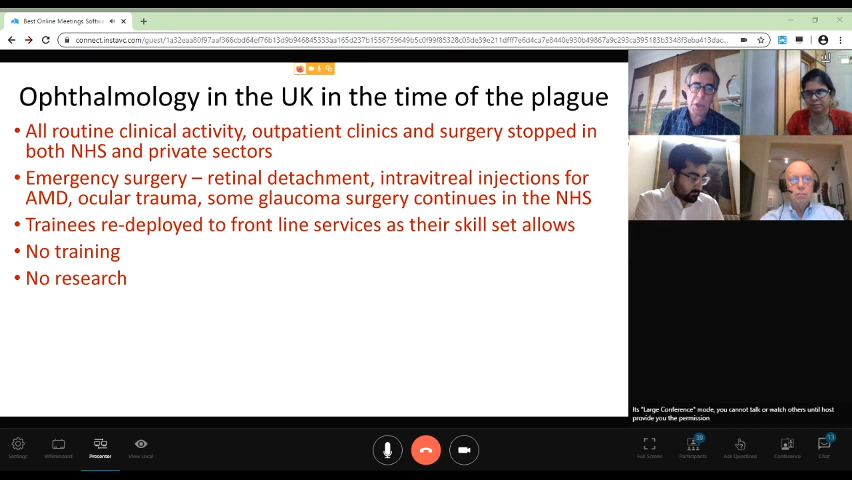 Best Online Meetings Softw
Ophthalmology in the UK in the time of the plague
• All routine clinical activity, outpatient clinics and surgery stopped in
both NHS and private sectors
• Emergency surgery – retinal detachment, intravitreal injections for
AMD, ocular trauma, some glaucoma surgery continues in the NHS
• Trainees re-deployed to front line services as their skill set allows
• No training
• No research
Its "Large Conference" mode, you cannot talk or watch others until host
provide you the permission
Settings
Whiteboard
Presenter
View Local
Full Screen
Participants
Ask Questions
Conference
13
Chat